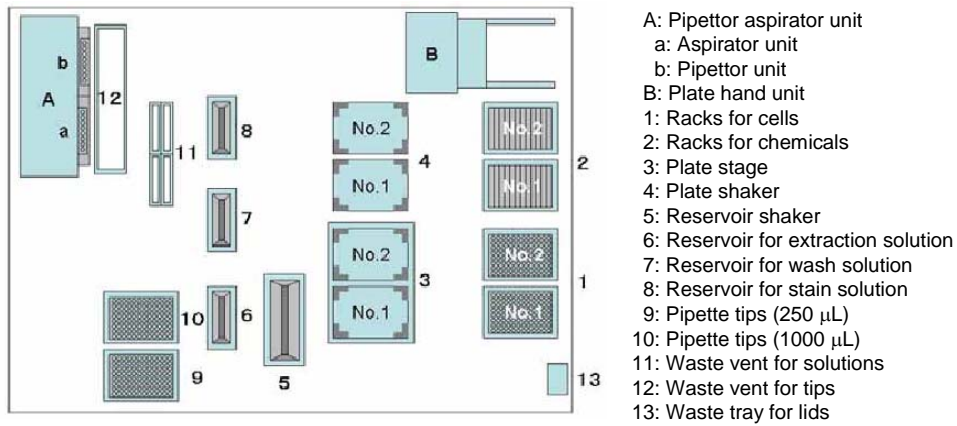 b
A
12
a
11
8
7
10
6
9
5
B
No.2
No.1
4
No.2
No.1
3
No.2
No.1
2
No.2
No.1
1
13
A: Pipettor aspirator unit
a: Aspirator unit
b: Pipettor unit
B: Plate hand unit
1: Racks for cells
2: Racks for chemicals
3: Plate stage
4: Plate shaker
5: Reservoir shaker
6: Reservoir for extraction solution
7: Reservoir for wash solution
8: Reservoir for stain solution
9: Pipette tips (250 μL)
10: Pipette tips (1000 μL)
11: Waste vent for solutions
12: Waste vent for tips
13: Waste tray for lids